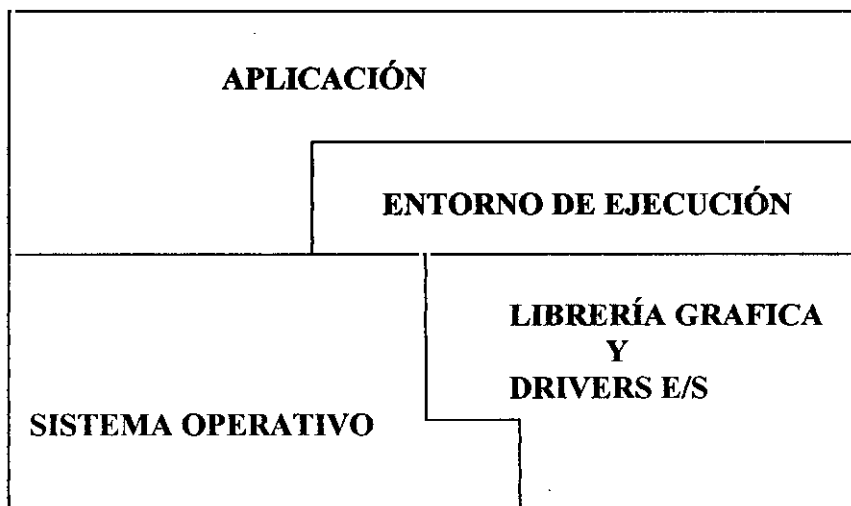 APLICACIÓN
ENTORNO DE EJECUCIÓN
LIBRERÍA GRAFICA
Y
DRIVERS E/S
SISTEMA OPERATIVO